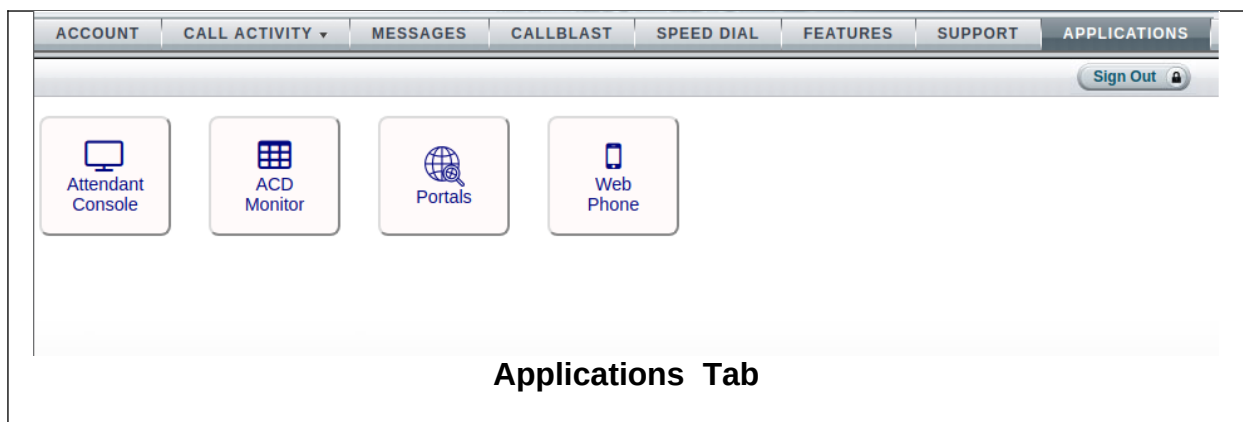 ACCOUNT CALL ACTIVITY ▾ MESSAGES CALLBLAST SPEED DIAL FEATURES SUPPORT APPLICATIONS
Sign Out
Attendant
Console
ACD
Monitor
Portals
Web
Phone
Applications Tab